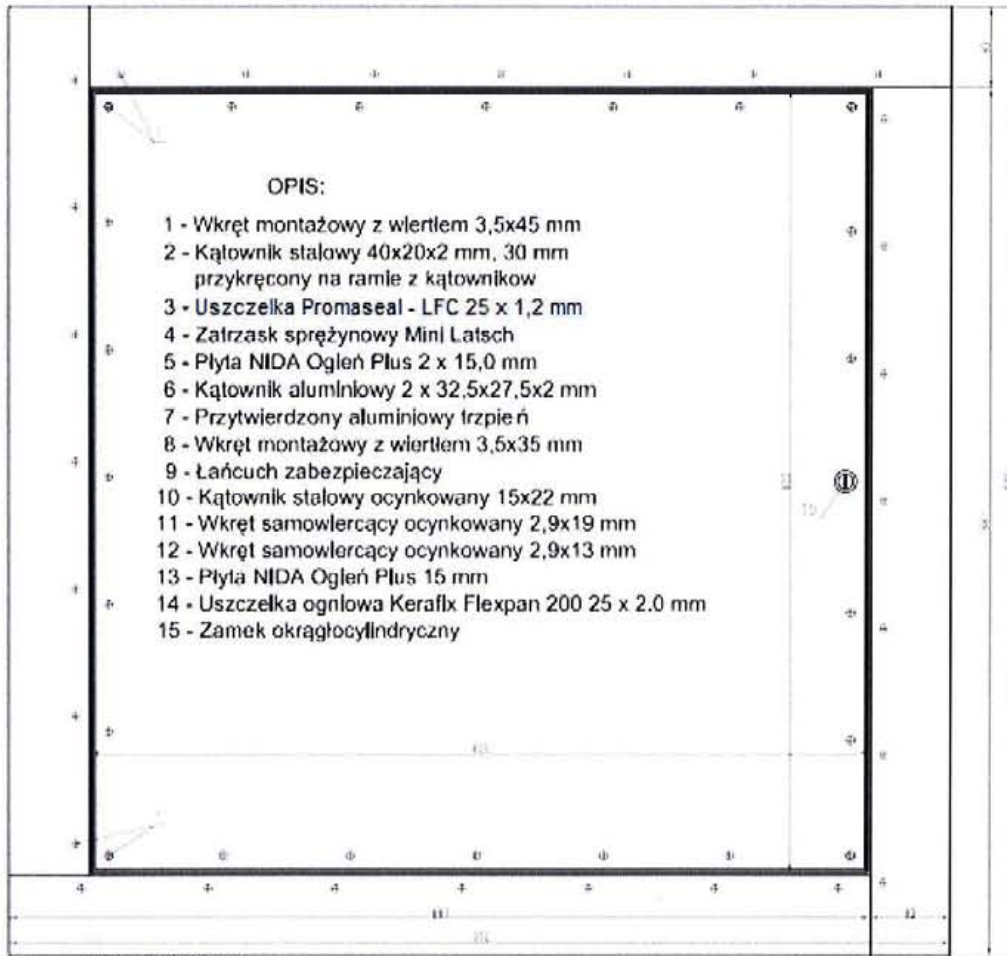 OPIS:
1 - Wkręt montażowy z wiertłem 3,5x45 mm
2 - Kątownik stalowy 40x20x2 mm, 30 mm
przykręcony na ramie z kątownikow
3 - Uszczelka Promaseal - LFC 25 x 1,2 mm
4 - Zatrzask sprężynowy Mini Latsch
5 - Płyta NIDA Ogień Plus 2 x 15,0 mm
6 - Kątownik aluminiowy 2 x 32,5x27,5x2 mm
7 - Przytwierdzony aluminiowy trzpień
8 - Wkręt montażowy z wiertłem 3,5x35 mm
9 - Łańcuch zabezpieczający
10 - Kątownik stalowy ocynkowany 15x22 mm
11 - Wkręt samowiercący ocynkowany 2,9x19 mm
12 - Wkręt samowiercący ocynkowany 2,9x13 mm
13 - Płyta NIDA Ogień Plus 15 mm
14 - Uszczelka ogniowa Kerafix Flexpan 200 25 x 2.0 mm
15 - Zamek okrągłocylindryczny
15